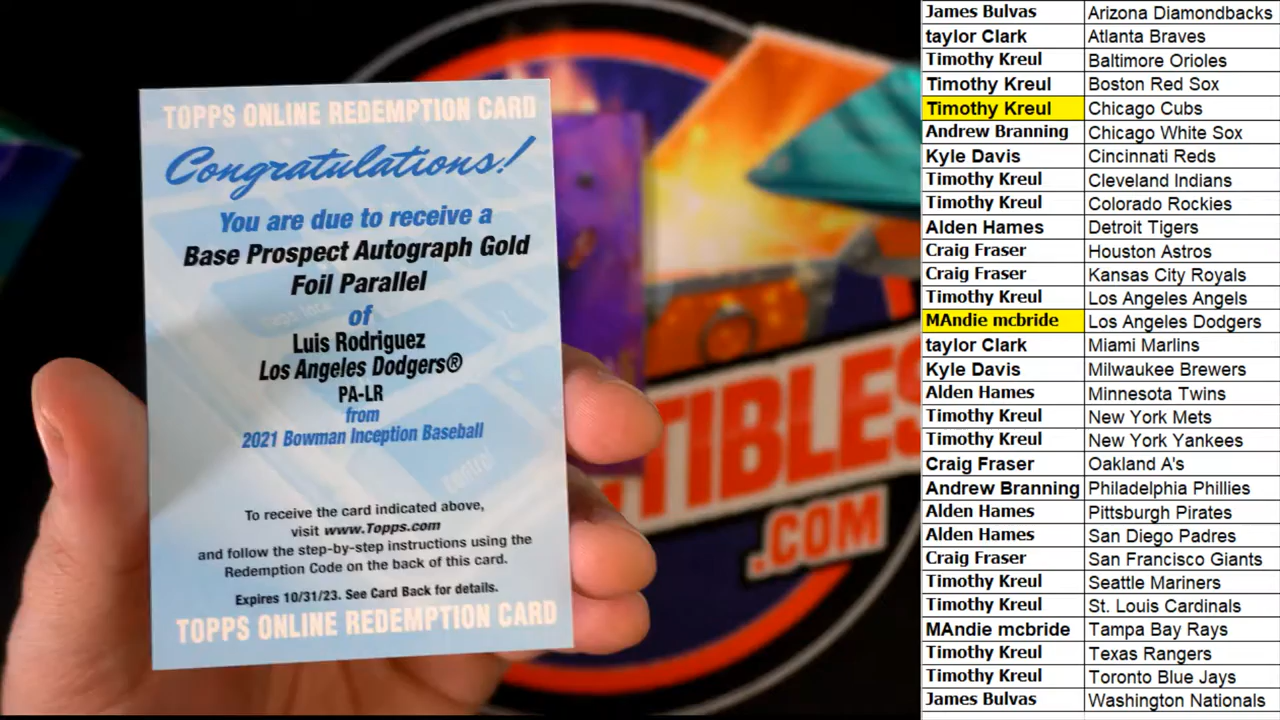 TOPPS ONLINE REDEMPTION CARD
Congratulations!
You are due to receive a
Base Prospect Autograph Gold
Foil Parallel
of
Luis Rodriguez
Los Angeles Dodgers®
PA-LR
from
2021 Bowman Inception Baseball
To receive the card indicated above,
visit www.Topps.com
and follow the step-by-step instructions using the
Redemption Code on the back of this card.
Expires 10/31/23. See Card Back for details.
TOPPS ONLINE REDEMPTION CARD
TIBLES
.COM
James Bulvas Arizona Diamondbacks
taylor Clark Atlanta Braves
Timothy Kreul Baltimore Orioles
Timothy Kreul Boston Red Sox
Timothy Kreul Chicago Cubs
Andrew Branning Chicago White Sox
Kyle Davis Cincinnati Reds
Timothy Kreul Cleveland Indians
Timothy Kreul Colorado Rockies
Alden Hames Detroit Tigers
Craig Fraser Houston Astros
Craig Fraser Kansas City Royals
Timothy Kreul Los Angeles Angels
MAndie mcbride Los Angeles Dodgers
taylor Clark Miami Marlins
Kyle Davis Milwaukee Brewers
Alden Hames Minnesota Twins
Timothy Kreul New York Mets
Timothy Kreul New York Yankees
Craig Fraser Oakland A's
Andrew Branning Philadelphia Phillies
Alden Hames Pittsburgh Pirates
Alden Hames San Diego Padres
Craig Fraser San Francisco Giants
Timothy Kreul Seattle Mariners
Timothy Kreul St. Louis Cardinals
MAndie mcbride Tampa Bay Rays
Timothy Kreul Texas Rangers
Timothy Kreul Toronto Blue Jays
James Bulvas Washington Nationals